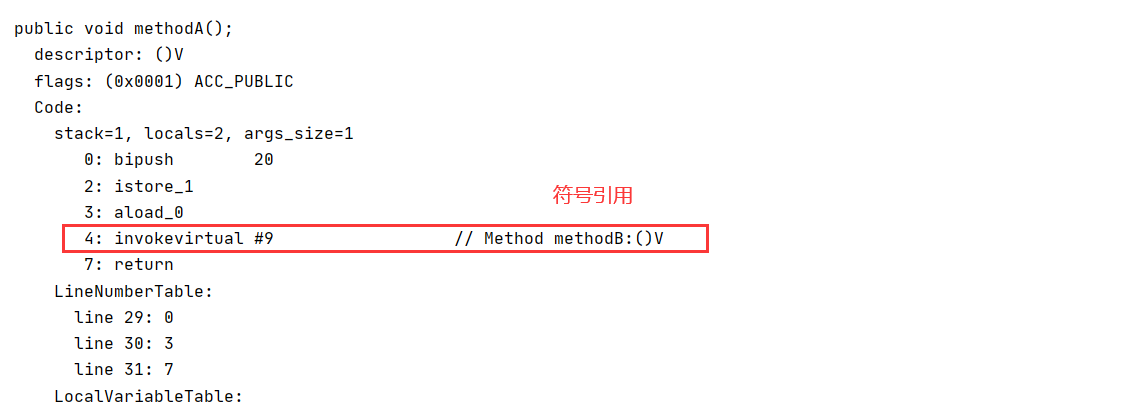 public void methodA();
descriptor: ()V
flags: (0x0001) ACC_PUBLIC
Code:
stack=1, locals=2, args_size=1
0: bipush 20
2: istore_1
符号引用
3: aload_0
4: invokevirtual #9 // Method methodB:()V
7: return
LineNumberTable:
line 29: 0
line 30: 3
line 31: 7
LocalVariableTable: